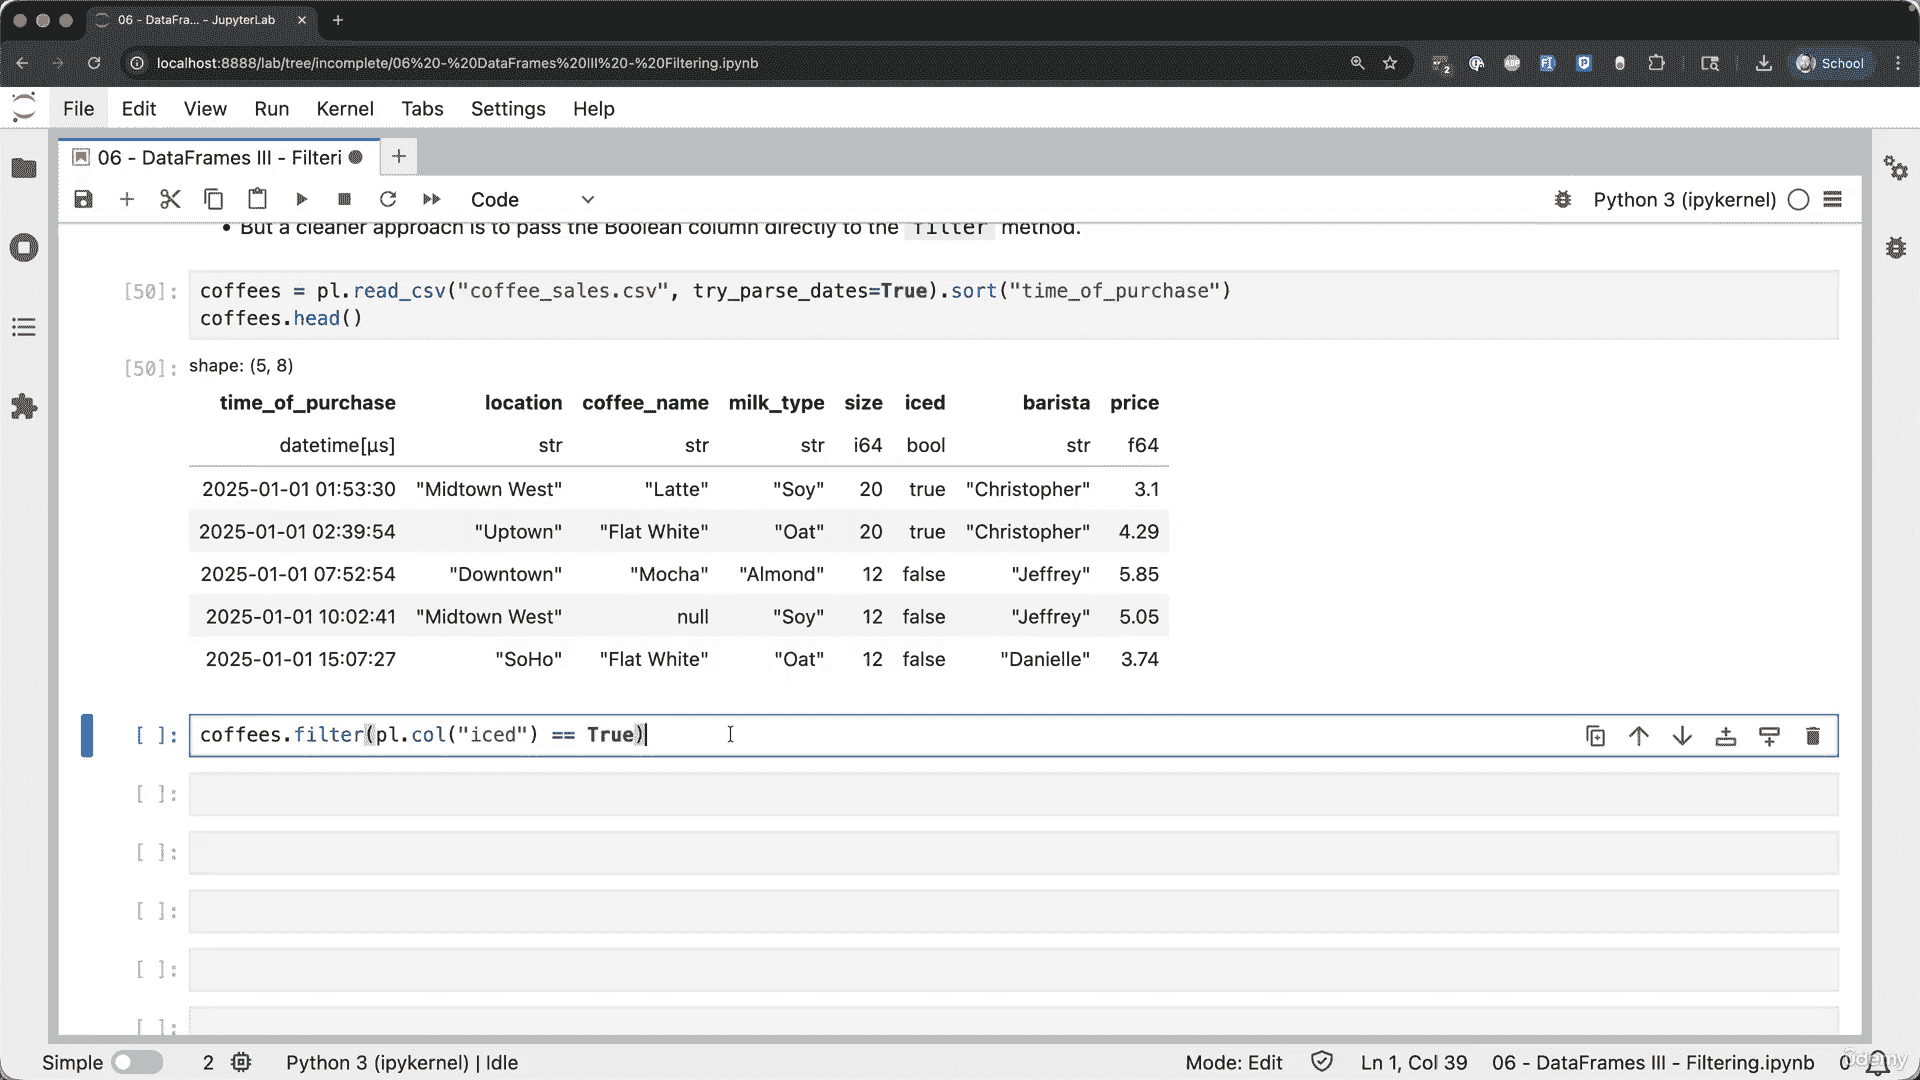 06 - DataFra... - JupyterLab
localhost:8888/lab/tree/incomplete/06%20-%20DataFrames%20III%20-%20Filtering.ipynb
2
School
File Edit View Run Kernel Tabs Settings Help
06 - DataFrames III - Filteri
Code
Python 3 (ipykernel)
But a cleaner approach is to pass the Boolean column directly to the filter method.
[50]: coffees = pl.read_csv("coffee_sales.csv", try_parse_dates=True).sort("time_of_purchase")
coffees.head()
[50]: shape: (5, 8)
time_of_purchase location coffee_name milk_type size iced barista price
datetime[μs] str str str i64 bool str f64
2025-01-01 01:53:30 "Midtown West" "Latte" "Soy" 20 true "Christopher" 3.1
2025-01-01 02:39:54 "Uptown" "Flat White" "Oat" 20 true "Christopher" 4.29
2025-01-01 07:52:54 "Downtown" "Mocha" "Almond" 12 false "Jeffrey" 5.85
2025-01-01 10:02:41 "Midtown West" null "Soy" 12 false "Jeffrey" 5.05
2025-01-01 15:07:27 "SoHo" "Flat White" "Oat" 12 false "Danielle" 3.74
[ ]: coffees.filter(pl.col("iced") == True)
[ ]:
[ ]:
[ ]:
[ ]:
[ ]:
Simple 2 Python 3 (ipykernel) | Idle Mode: Edit Ln 1, Col 39 06 - DataFrames III - Filtering.ipynb 0